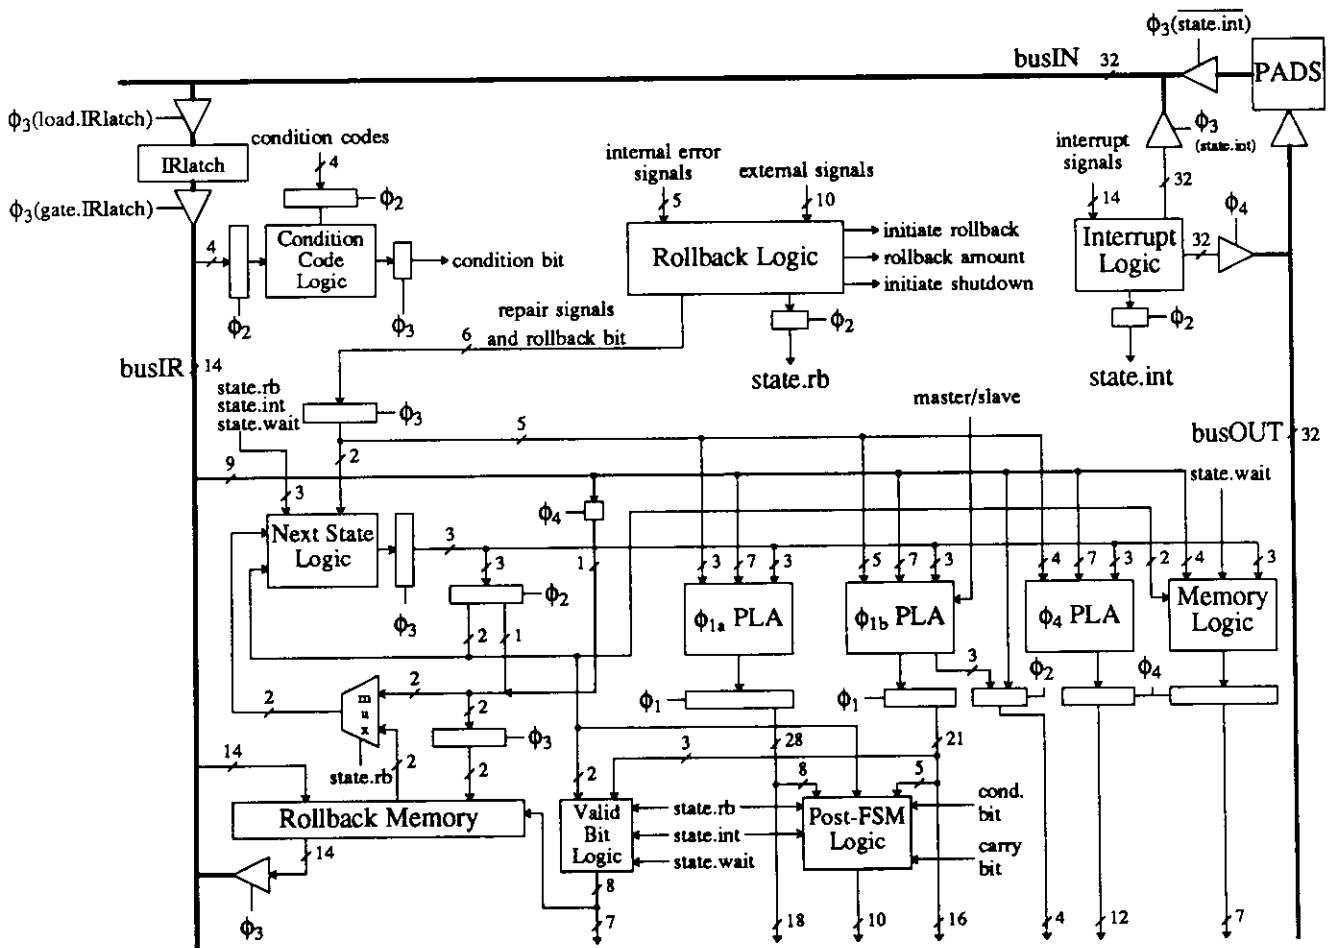 ϕ3(state.int)
busIN
32
PADS
ϕ3(load.IRlatch)
condition codes
IRlatch
4
ϕ2
ϕ3(gate.IRlatch)
internal error
signals
5
external signals
10
interrupt
signals
14
ϕ3
(state.int)
32
ϕ4
4
Condition
Code
Logic
condition bit
ϕ2
ϕ3
Rollback Logic
initiate rollback
rollback amount
initiate shutdown
Interrupt
Logic
32
ϕ2
ϕ2
repair signals
and rollback bit
6
state.rb
state.int
busIR
14
state.rb
state.int
state.wait
ϕ3
5
master/slave
busOUT
32
9
2
3
state.wait
Next State
Logic
ϕ4
3
3
1
3
7
3
5
7
3
4
7
3
2
4
3
ϕ3
ϕ2
2
1
ϕ1a PLA
ϕ1b PLA
ϕ4 PLA
Memory
Logic
3
ϕ2
ϕ4
2
mux
2
2
ϕ1
ϕ1
ϕ3
state.rb
2
2
14
2
3
28
21
8
5
Rollback Memory
Valid
Bit
Logic
state.rb
state.int
state.wait
Post-FSM
Logic
cond.
bit
carry
bit
14
ϕ3
8
7
18
10
16
4
12
7